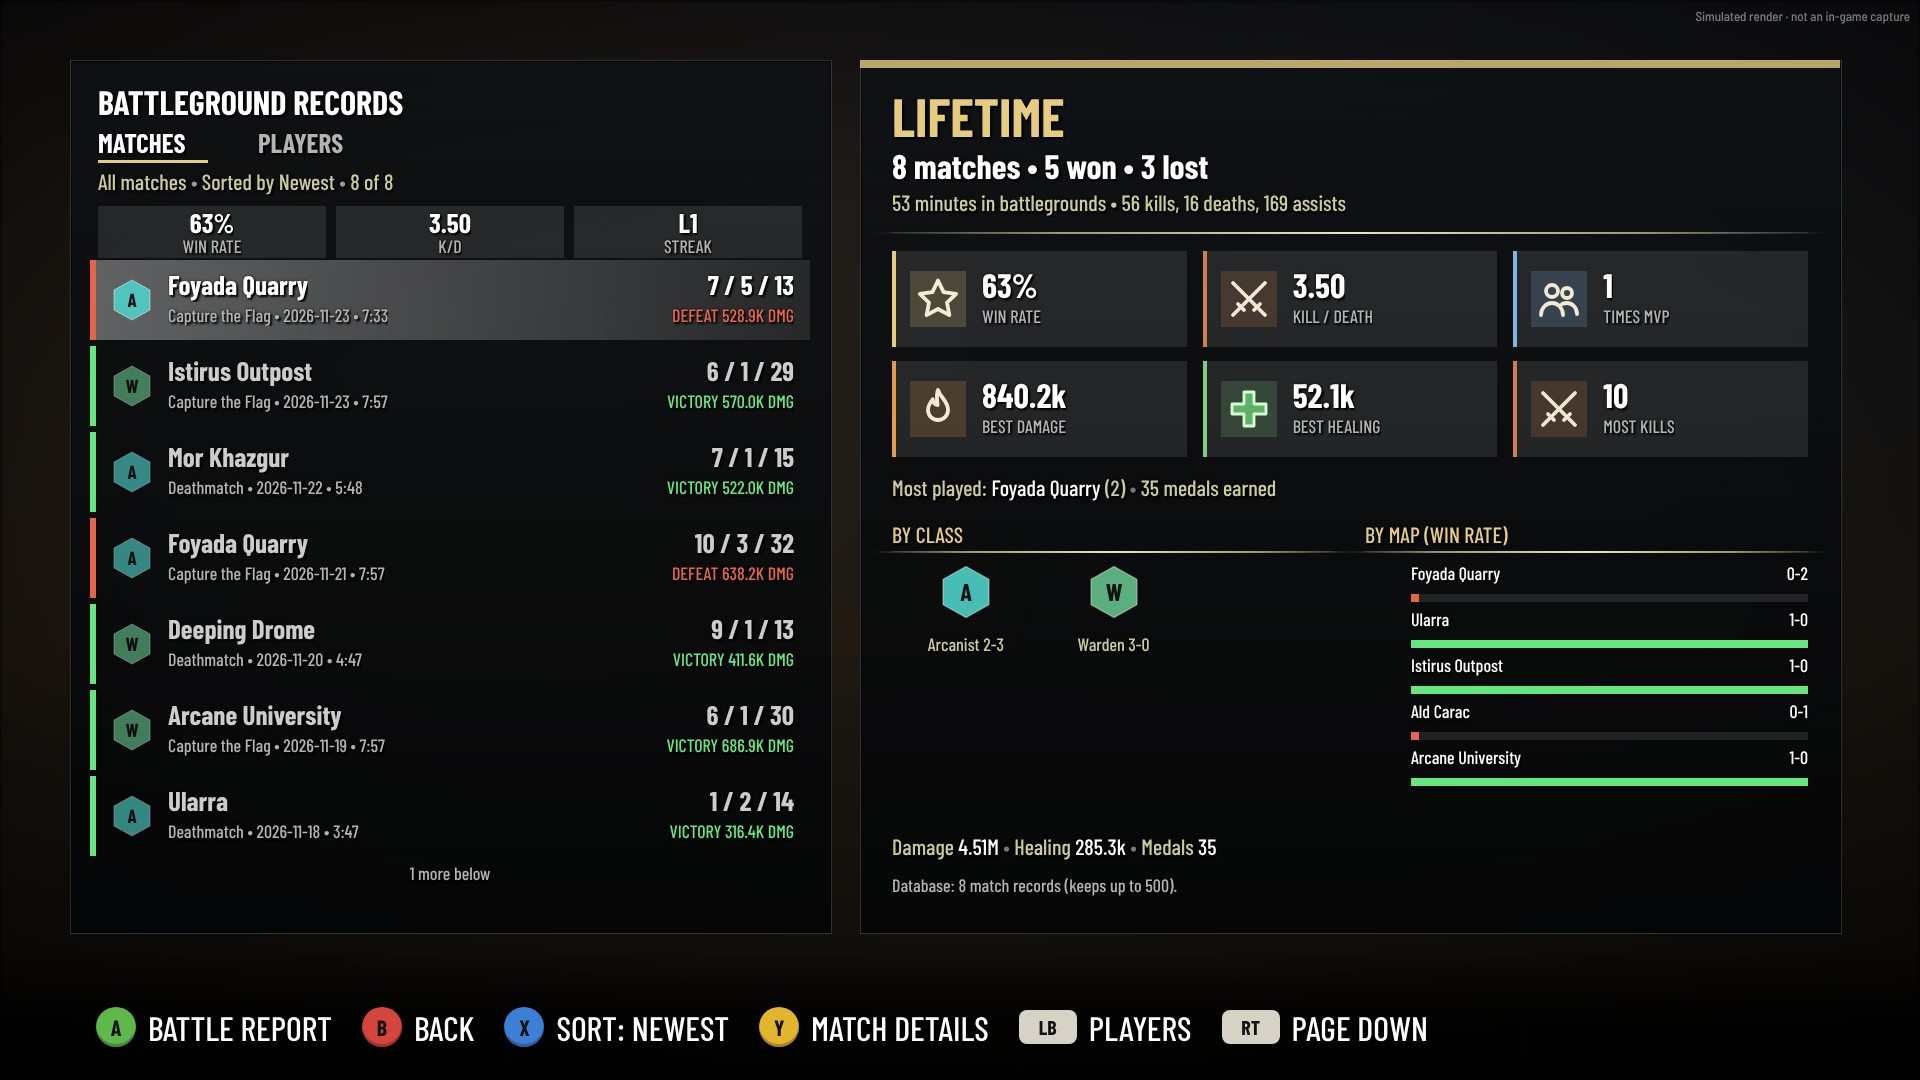 Simulated render · not an in-game capture
BATTLEGROUND RECORDS
MATCHES PLAYERS
All matches • Sorted by Newest • 8 of 8
63% 3.50 L1
WIN RATE K/D STREAK
A Foyada Quarry 7 / 5 / 13
Capture the Flag • 2026-11-23 • 7:33 DEFEAT 528.9K DMG
W Istirus Outpost 6 / 1 / 29
Capture the Flag • 2026-11-23 • 7:57 VICTORY 570.0K DMG
A Mor Khazgur 7 / 1 / 15
Deathmatch • 2026-11-22 • 5:48 VICTORY 522.0K DMG
A Foyada Quarry 10 / 3 / 32
Capture the Flag • 2026-11-21 • 7:57 DEFEAT 638.2K DMG
W Deeping Drome 9 / 1 / 13
Deathmatch • 2026-11-20 • 4:47 VICTORY 411.6K DMG
W Arcane University 6 / 1 / 30
Capture the Flag • 2026-11-19 • 7:57 VICTORY 686.9K DMG
A Ularra 1 / 2 / 14
Deathmatch • 2026-11-18 • 3:47 VICTORY 316.4K DMG
1 more below
LIFETIME
8 matches • 5 won • 3 lost
53 minutes in battlegrounds • 56 kills, 16 deaths, 169 assists
63% 3.50 1
WIN RATE KILL / DEATH TIMES MVP
840.2k 52.1k 10
BEST DAMAGE BEST HEALING MOST KILLS
Most played: Foyada Quarry (2) • 35 medals earned
BY CLASS BY MAP (WIN RATE)
A W
Arcanist 2-3 Warden 3-0
Foyada Quarry 0-2
Ularra 1-0
Istirus Outpost 1-0
Ald Carac 0-1
Arcane University 1-0
Damage 4.51M • Healing 285.3k • Medals 35
Database: 8 match records (keeps up to 500).
A BATTLE REPORT B BACK X SORT: NEWEST Y MATCH DETAILS LB PLAYERS RT PAGE DOWN